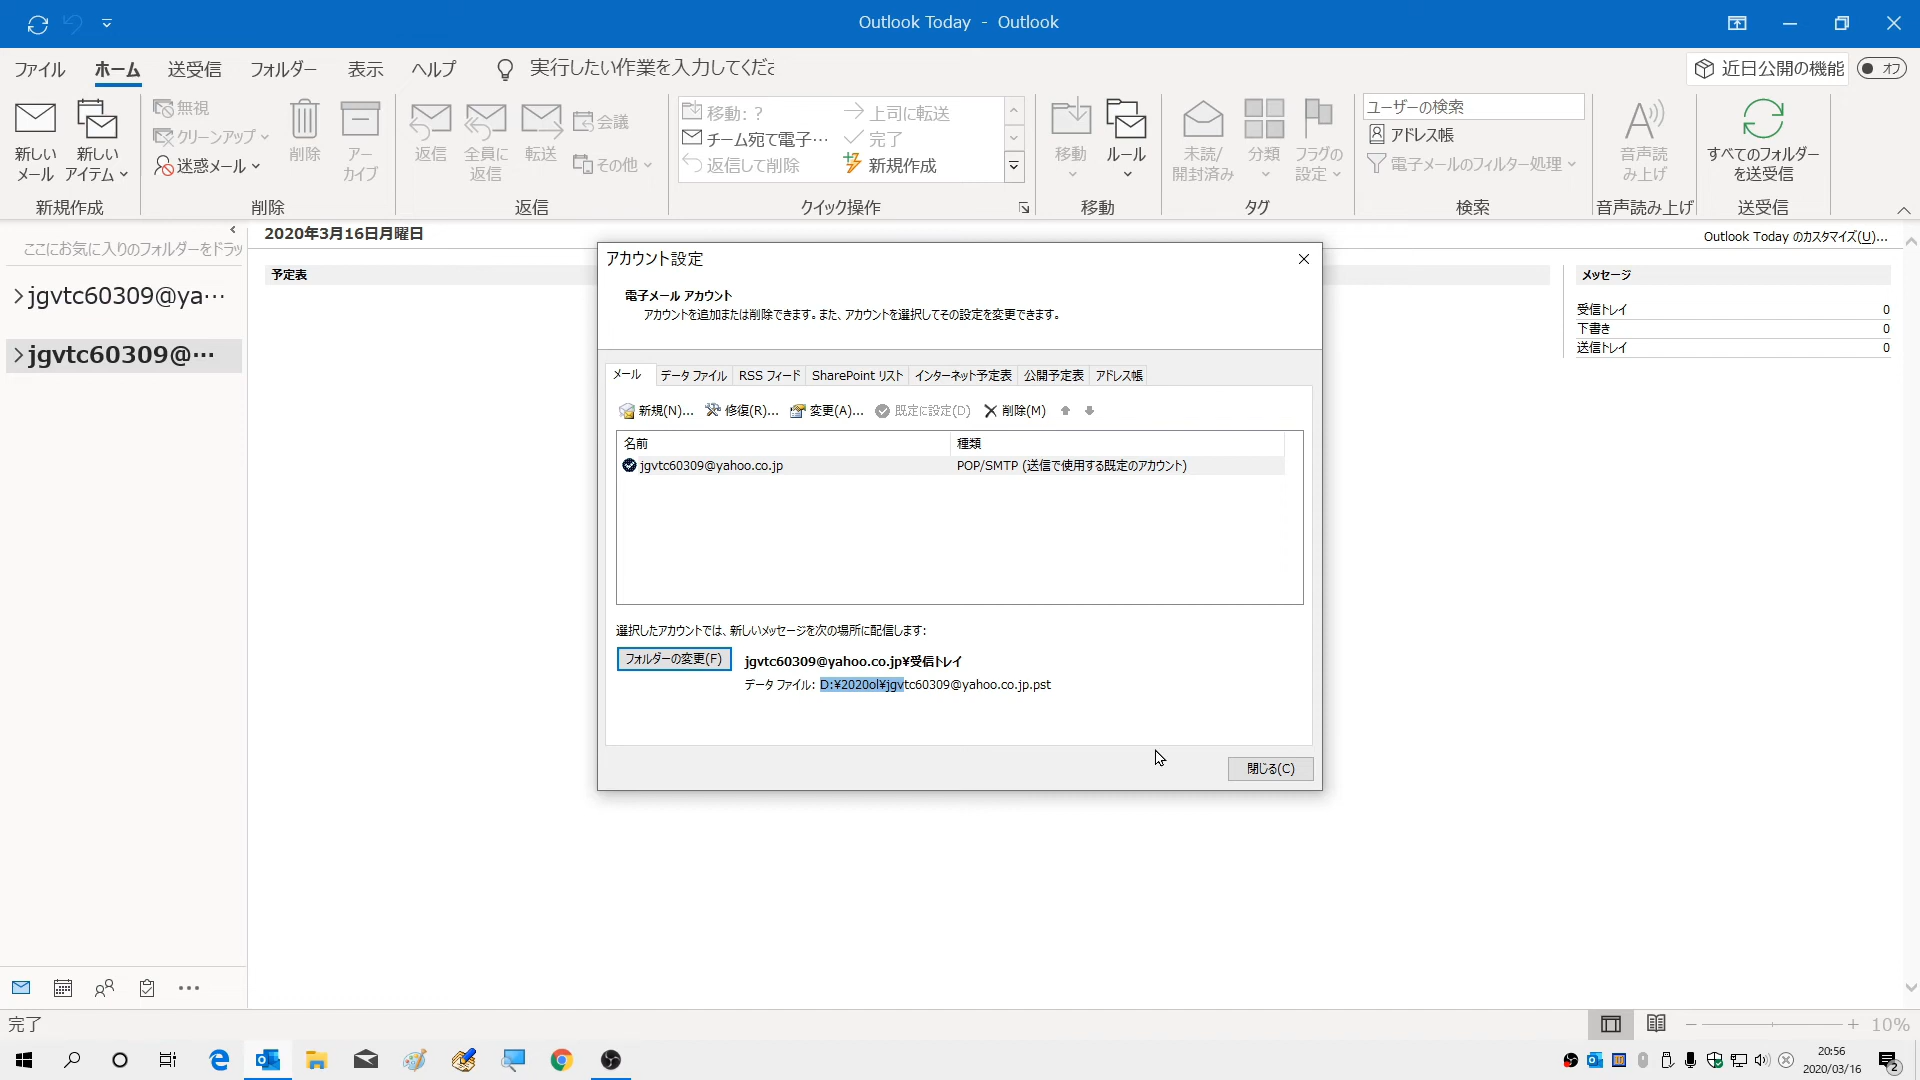 Outlook Today - Outlook
ファイル ホーム 送受信 フォルダー 表示 ヘルプ 実行したい作業を入力してくださ 近日公開の機能 オフ
新しい
メール
新しい
アイテム
新規作成
無視
クリーンアップ
迷惑メール
削除
アー
カイブ
削除
返信
全員に
返信
転送
会議
その他
返信
移動: ?
チーム宛て電子…
返信して削除
上司に転送
完了
新規作成
クイック操作
移動
ルール
移動
未読/
開封済み
分類
フラグの
設定
タグ
ユーザーの検索
アドレス帳
電子メールのフィルター処理
検索
音声読
み上げ
音声読み上げ
すべてのフォルダー
を送受信
送受信
ここにお気に入りのフォルダーをドラッ
jgvtc60309@ya…
jgvtc60309@…
2020年3月16日月曜日
Outlook Today のカスタマイズ(U)...
予定表
メッセージ
受信トレイ 0
下書き 0
送信トレイ 0
アカウント設定
電子メール アカウント
アカウントを追加または削除できます。また、アカウントを選択してその設定を変更できます。
メール データ ファイル RSS フィード SharePoint リスト インターネット予定表 公開予定表 アドレス帳
新規(N)... 修復(R)... 変更(A)... 既定に設定(D) 削除(M)
名前 種類
jgvtc60309@yahoo.co.jp POP/SMTP (送信で使用する既定のアカウント)
選択したアカウントでは、新しいメッセージを次の場所に配信します:
フォルダーの変更(F) jgvtc60309@yahoo.co.jp¥受信トレイ
データ ファイル: D:¥2020ol¥jgvtc60309@yahoo.co.jp.pst
閉じる(C)
完了
10%
20:56
2020/03/16
2